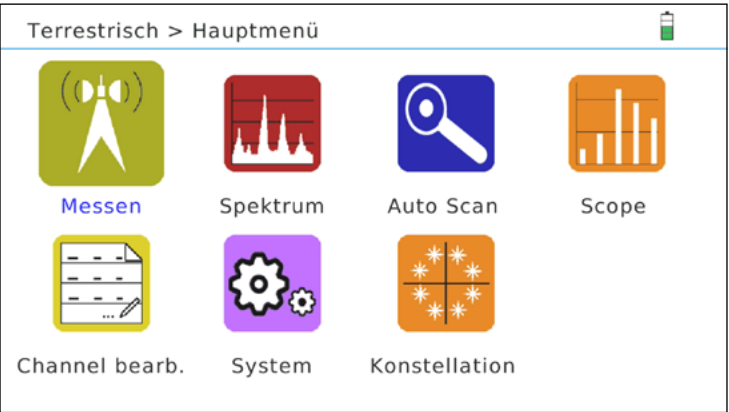 Terrestrisch > Hauptmenü
Messen Spektrum Auto Scan Scope
Channel bearb. System Konstellation